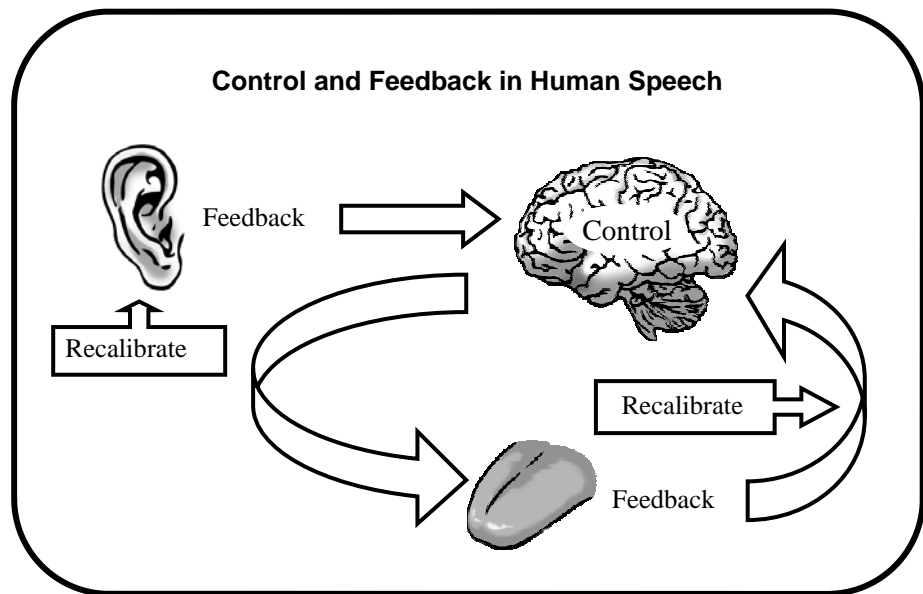 Control and Feedback in Human Speech
Feedback
Control
Recalibrate
Recalibrate
Feedback